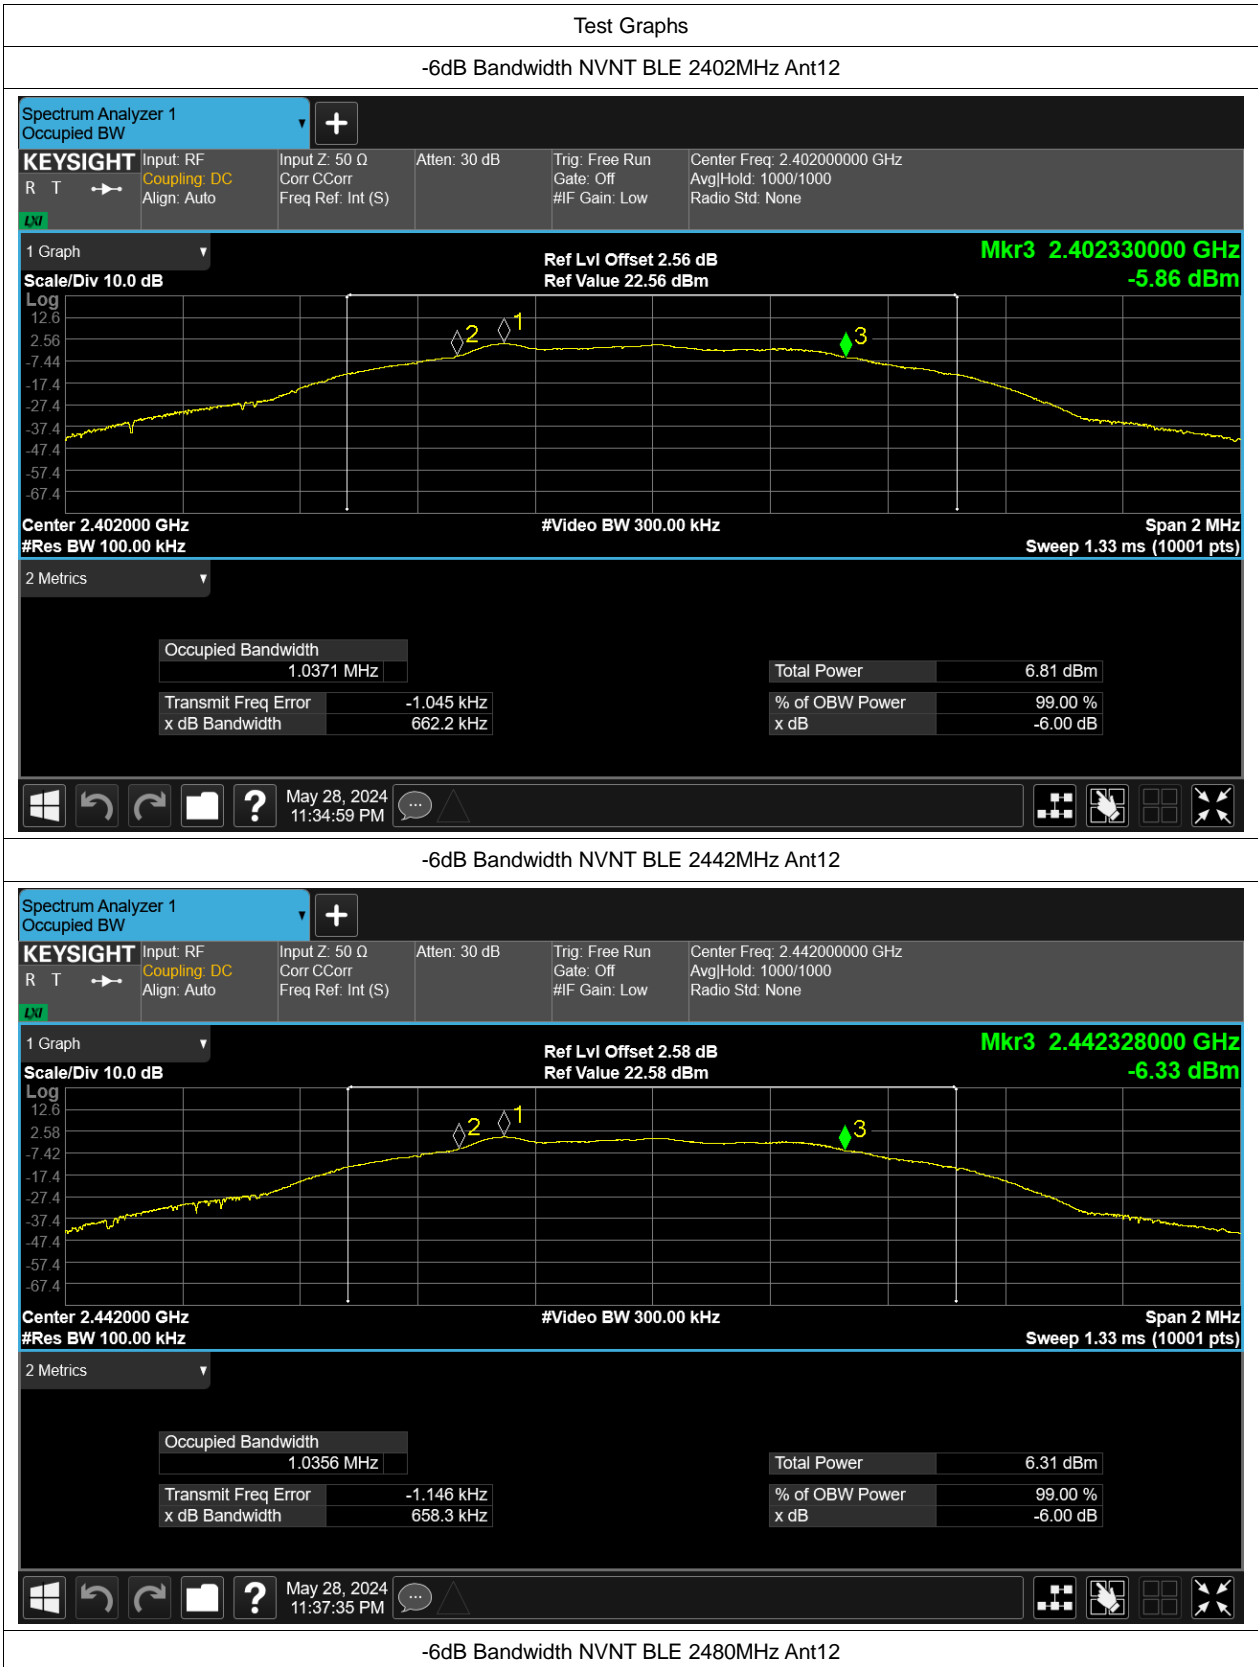 Test Graphs
-6dB Bandwidth NVNT BLE 2402MHz Ant12
Spectrum Analyzer 1
Occupied BW
KEYSIGHT
R T
LXI
Input: RF
Coupling: DC
Align: Auto
Input Z: 50 Ω
Corr CCorr
Freq Ref: Int (S)
Atten: 30 dB
Trig: Free Run
Gate: Off
#IF Gain: Low
Center Freq: 2.402000000 GHz
Avg|Hold: 1000/1000
Radio Std: None
1 Graph
Scale/Div 10.0 dB
Ref Lvl Offset 2.56 dB
Ref Value 22.56 dBm
Mkr3 2.402330000 GHz
-5.86 dBm
Log
12.6
2.56
-7.44
-17.4
-27.4
-37.4
-47.4
-57.4
-67.4
2
1
3
Center 2.402000 GHz
#Res BW 100.00 kHz
#Video BW 300.00 kHz
Span 2 MHz
Sweep 1.33 ms (10001 pts)
2 Metrics
Occupied Bandwidth
1.0371 MHz
Transmit Freq Error -1.045 kHz
x dB Bandwidth 662.2 kHz
Total Power 6.81 dBm
% of OBW Power 99.00 %
x dB -6.00 dB
?
May 28, 2024
11:34:59 PM
-6dB Bandwidth NVNT BLE 2442MHz Ant12
Spectrum Analyzer 1
Occupied BW
KEYSIGHT
R T
LXI
Input: RF
Coupling: DC
Align: Auto
Input Z: 50 Ω
Corr CCorr
Freq Ref: Int (S)
Atten: 30 dB
Trig: Free Run
Gate: Off
#IF Gain: Low
Center Freq: 2.442000000 GHz
Avg|Hold: 1000/1000
Radio Std: None
1 Graph
Scale/Div 10.0 dB
Ref Lvl Offset 2.58 dB
Ref Value 22.58 dBm
Mkr3 2.442328000 GHz
-6.33 dBm
Log
12.6
2.58
-7.42
-17.4
-27.4
-37.4
-47.4
-57.4
-67.4
2
1
3
Center 2.442000 GHz
#Res BW 100.00 kHz
#Video BW 300.00 kHz
Span 2 MHz
Sweep 1.33 ms (10001 pts)
2 Metrics
Occupied Bandwidth
1.0356 MHz
Transmit Freq Error -1.146 kHz
x dB Bandwidth 658.3 kHz
Total Power 6.31 dBm
% of OBW Power 99.00 %
x dB -6.00 dB
?
May 28, 2024
11:37:35 PM
-6dB Bandwidth NVNT BLE 2480MHz Ant12